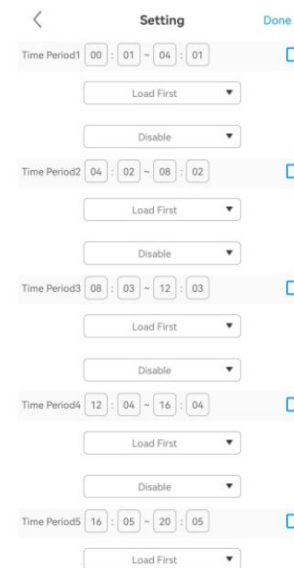 Setting Done
Time Period1 00 : 01 ~ 04 : 01
Load First
Disable
Time Period2 04 : 02 ~ 08 : 02
Load First
Disable
Time Period3 08 : 03 ~ 12 : 03
Load First
Disable
Time Period4 12 : 04 ~ 16 : 04
Load First
Disable
Time Period5 16 : 05 ~ 20 : 05
Load First